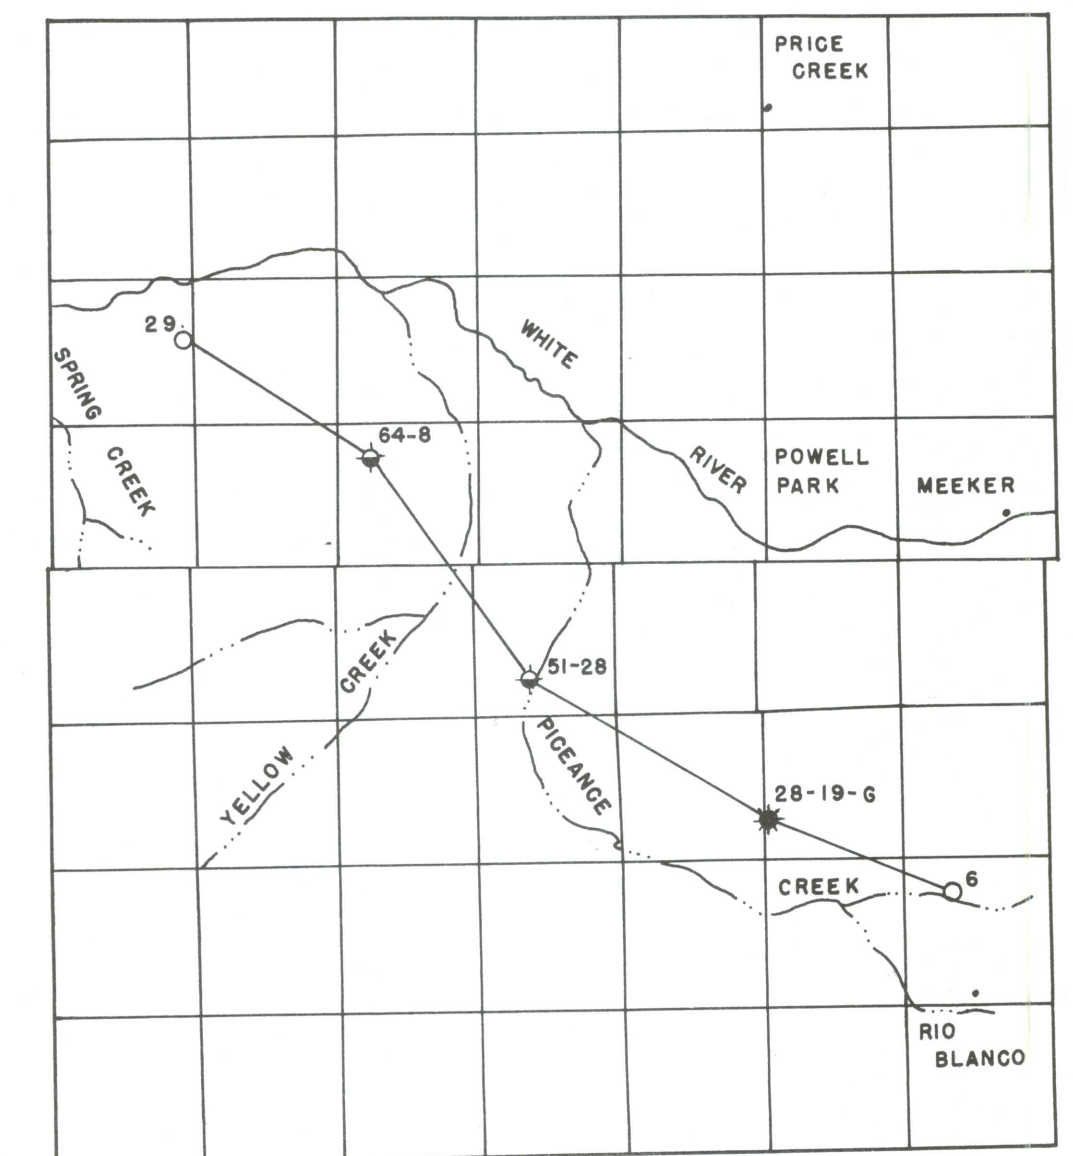 PRICE
CREEK
29
WHITE
SPRING
CREEK
64-8
RIVER
POWELL
PARK
MEEKER
CREEK
YELLOW
51-28
PICEANCE
28-19-G
6
CREEK
RIO
BLANCO